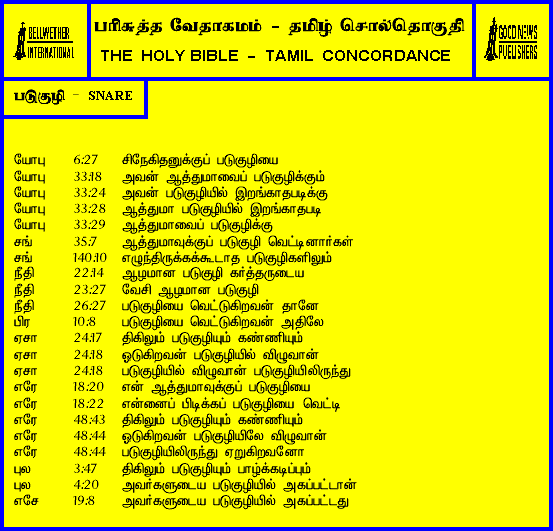 BELLWETHER
INTERNATIONAL
பரிசுத்த வேதாகமம் - தமிழ் சொல்தொகுதி
THE HOLY BIBLE - TAMIL CONCORDANCE
GOOD NEWS
PUBLISHERS
படுகுழி - SNARE
யோபு 6:27 சிநேகிதனுக்குப் படுகுழியை
யோபு 33:18 அவன் ஆத்துமாவைப் படுகுழிக்கும்
யோபு 33:24 அவன் படுகுழியில் இறங்காதபடிக்கு
யோபு 33:28 ஆத்துமா படுகுழியில் இறங்காதபடி
யோபு 33:29 ஆத்துமாவைப் படுகுழிக்கு
சங் 35:7 ஆத்துமாவுக்குப் படுகுழி வெட்டினார்கள்
சங் 140:10 எழுந்திருக்கக்கூடாத படுகுழிகளிலும்
நீதி 22:14 ஆழமான படுகுழி கர்த்தருடைய
நீதி 23:27 வேசி ஆழமான படுகுழி
நீதி 26:27 படுகுழியை வெட்டுகிறவன் தானே
பிர 10:8 படுகுழியை வெட்டுகிறவன் அதிலே
ஏசா 24:17 திகிலும் படுகுழியும் கண்ணியும்
ஏசா 24:18 ஓடுகிறவன் படுகுழியில் விழுவான்
ஏசா 24:18 படுகுழியில் விழுவான் படுகுழியிலிருந்து
எரே 18:20 என் ஆத்துமாவுக்குப் படுகுழியை
எரே 18:22 என்னைப் பிடிக்கப் படுகுழியை வெட்டி
எரே 48:43 திகிலும் படுகுழியும் கண்ணியும்
எரே 48:44 ஓடுகிறவன் படுகுழியிலே விழுவான்
எரே 48:44 படுகுழியிலிருந்து ஏறுகிறவனோ
புல 3:47 திகிலும் படுகுழியும் பாழ்க்கடிப்பும்
புல 4:20 அவர்களுடைய படுகுழியில் அகப்பட்டான்
எசே 19:8 அவர்களுடைய படுகுழியில் அகப்பட்டது